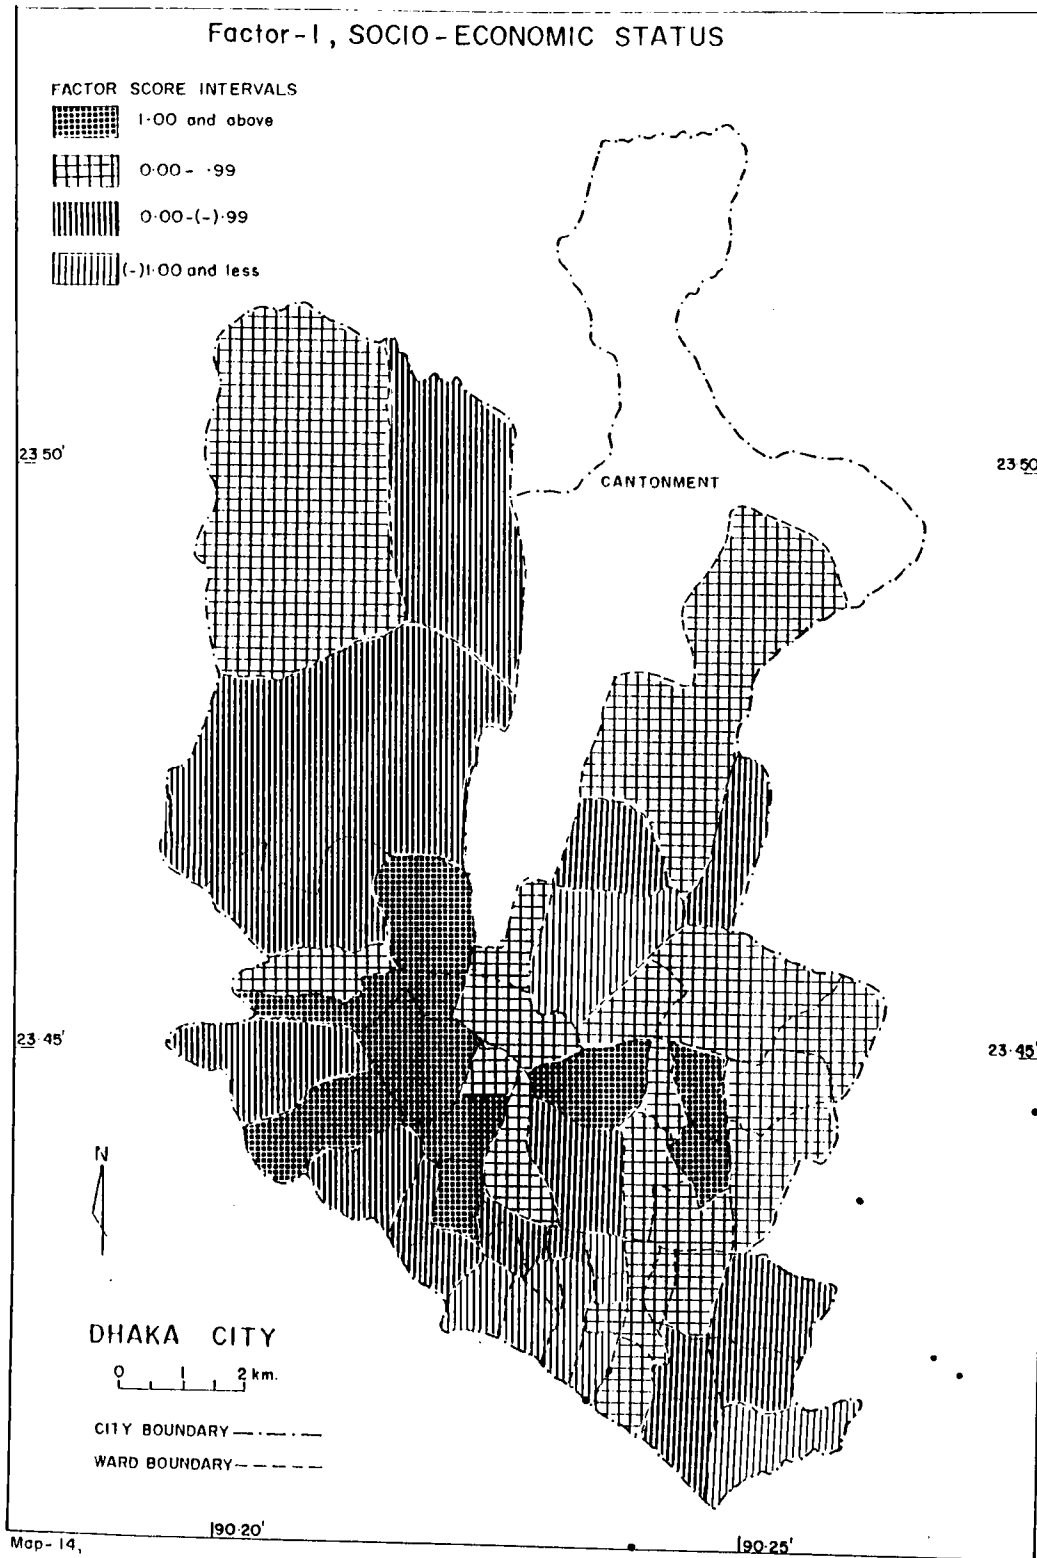 Factor-1, SOCIO-ECONOMIC STATUS
FACTOR SCORE INTERVALS
1·00 and above
0·00 - ·99
0·00-(-)·99
(-)1·00 and less
23 50'
23 50
CANTONMENT
23·45'
23·45'
N
DHAKA CITY
0 1 2 km.
CITY BOUNDARY
WARD BOUNDARY
90·20'
90·25'
Map-14,